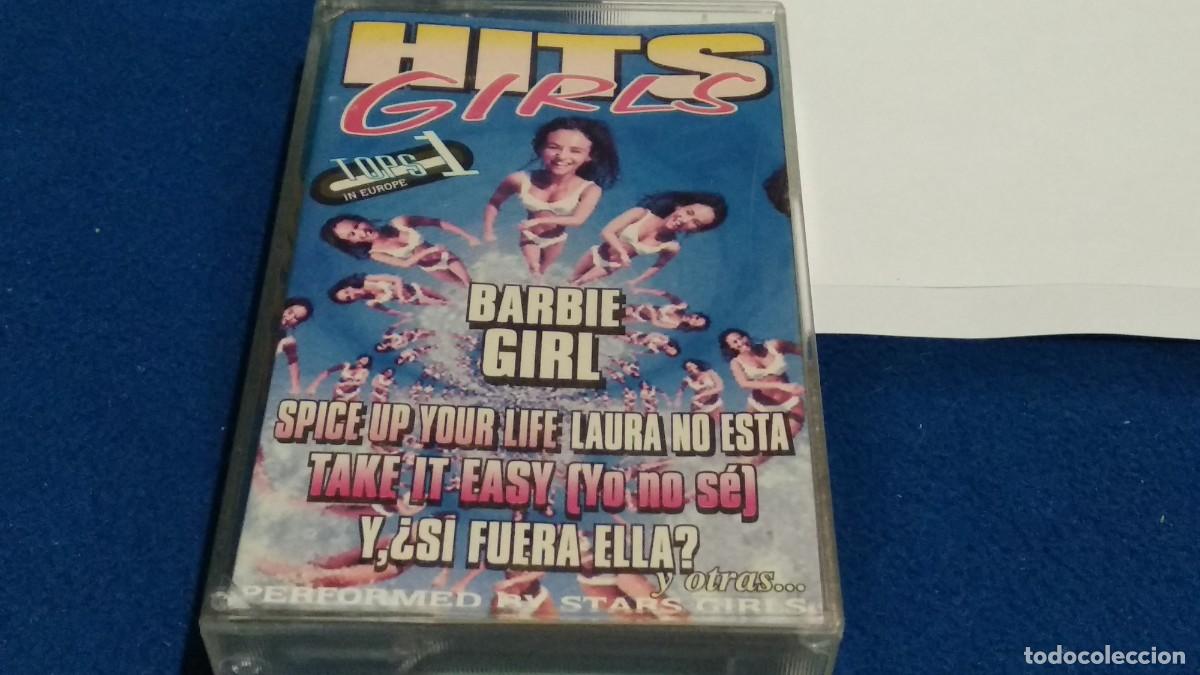 HITS
GIRLS
TOPS 1
IN EUROPE
BARBIE
GIRL
SPICE UP YOUR LIFE LAURA NO ESTA
TAKE IT EASY (Yo no sé)
Y,¿SI FUERA ELLA?
y otras...
PERFORMED BY STARS GIRLS
todocoleccion